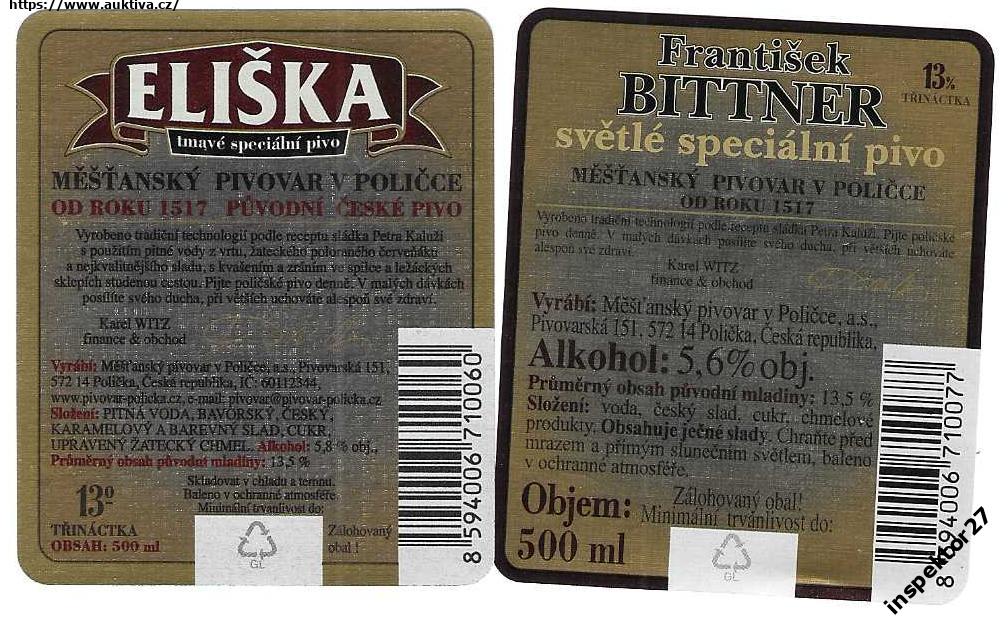 https://www.auktiva.cz/
ELIŠKA
tmavé speciální pivo
MĚŠŤANSKÝ PIVOVAR V POLIČCE
OD ROKU 1517 PŮVODNÍ ČESKÉ PIVO
Vyrobeno tradiční technologií podle receptu sládka Petra Kaluží
s použitím pitné vody z vrtu, žateckého poloraného červeňáků
a nejkvalitnějšího sladu, s kvašením a zráním ve spilce a ležáckých
sklepích studenou cestou. Pijte poličské pivo denně. V malých dávkách
posílíte svého ducha, při větších uchováte alespoň své zdraví.
Karel WITZ
finance & obchod
Vyrábí: Měšťanský pivovar v Poličce, a.s., Pivovarská 151,
572 14 Polička, Česká republika, IČ: 60112344,
www.pivovar-policka.cz, e-mail: pivovar@pivovar-policka.cz
Složení: PITNÁ VODA, BAVORSKÝ, ČESKÝ,
KARAMELOVÝ A BAREVNÝ SLAD, CUKR,
UPRAVENÝ ŽATECKÝ CHMEL. Alkohol: 5,8 % obj.,
Průměrný obsah původní mladiny: 13,5 %
Skladovat v chladu a temnu.
Baleno v ochranné atmosféře
Minimální trvanlivost do:
13º
TŘINÁCTKA
OBSAH: 500 ml
GL
Zálohovaný
obal !
8 594006 710060
František
BITTNER
13%
TŘINÁCTKA
světlé speciální pivo
MĚŠŤANSKÝ PIVOVAR V POLIČCE
OD ROKU 1517
Vyrobeno tradiční technologií podle receptu sládka Petra Kaluží. Pijte poličské
pivo denně. V malých dávkách posílíte svého ducha, při větších uchováte
alespoň své zdraví.
Karel WITZ
finance & obchod
Vyrábí: Měšťanský pivovar v Poličce, a.s.,
Pivovarská 151, 572 14 Polička, Česká republika,
Alkohol: 5,6% obj.
Průměrný obsah původní mladiny: 13.5 %
Složení: voda, český slad, cukr, chmelové
produkty. Obsahuje ječné slady. Chraňte před
mrazem a přímým slunečním světlem, baleno
v ochranné atmosféře.
Objem:
500 ml
Zálohovaný obal!
Minimální trvánlivost do:
GL
8 594006 710077
inspektor27